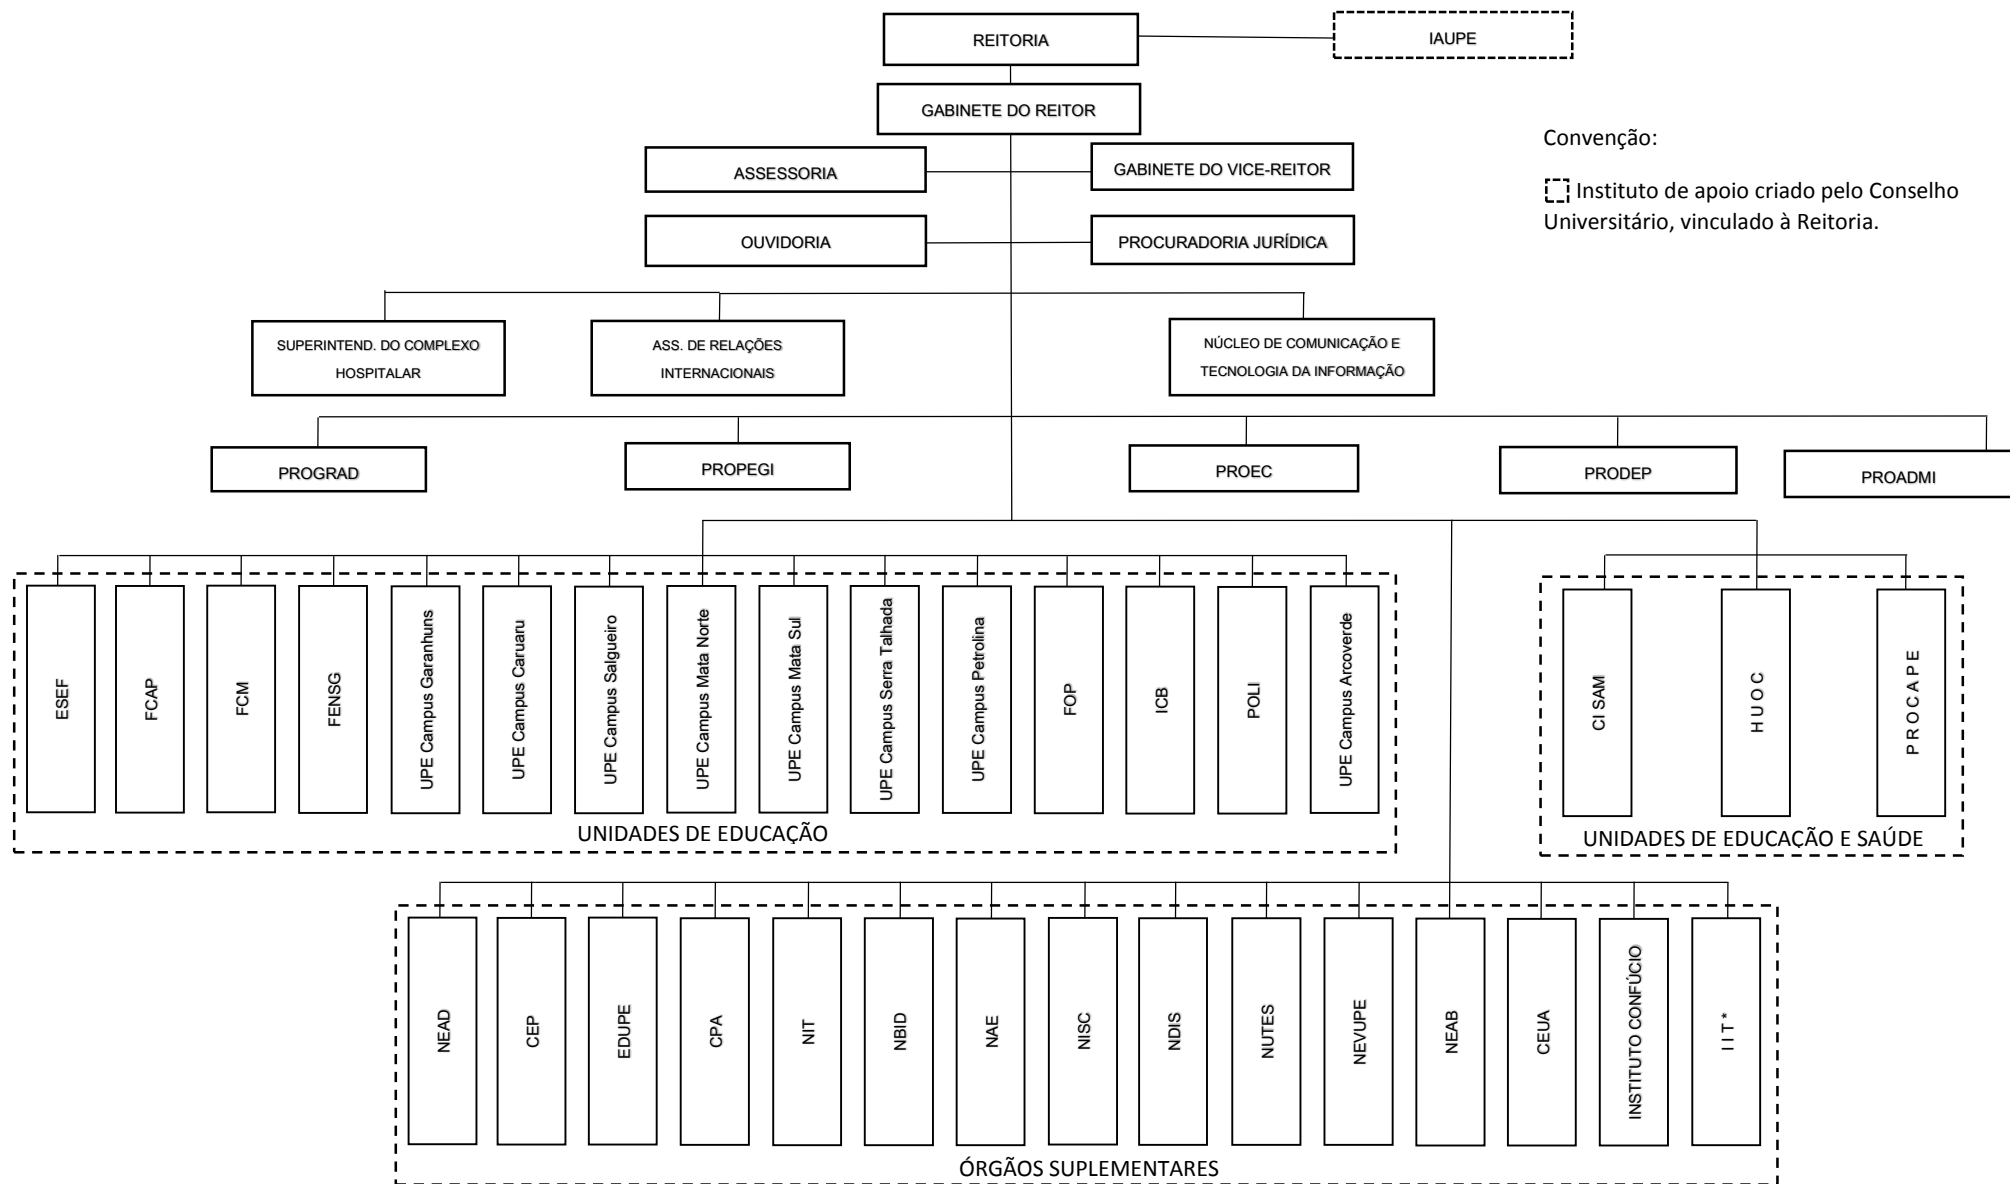 REITORIA
IAUPE
GABINETE DO REITOR
Convenção:
Instituto de apoio criado pelo Conselho
Universitário, vinculado à Reitoria.
ASSESSORIA
GABINETE DO VICE-REITOR
OUVIDORIA
PROCURADORIA JURÍDICA
SUPERINTEND. DO COMPLEXO
HOSPITALAR
ASS. DE RELAÇÕES
INTERNACIONAIS
NÚCLEO DE COMUNICAÇÃO E
TECNOLOGIA DA INFORMAÇÃO
PROGRAD
PROPEGI
PROEC
PRODEP
PROADMI
ESEF
FCAP
FCM
FENSG
UPE Campus Garanhuns
UPE Campus Caruaru
UPE Campus Salgueiro
UPE Campus Mata Norte
UPE Campus Mata Sul
UPE Campus Serra Talhada
UPE Campus Petrolina
FOP
ICB
POLI
UPE Campus Arcoverde
UNIDADES DE EDUCAÇÃO
CI SAM
H U O C
P R O C A P E
UNIDADES DE EDUCAÇÃO E SAÚDE
NEAD
CEP
EDUPE
CPA
NIT
NBID
NAE
NISC
NDIS
NUTES
NEVUPE
NEAB
CEUA
INSTITUTO CONFÚCIO
I I T *
ÓRGÃOS SUPLEMENTARES